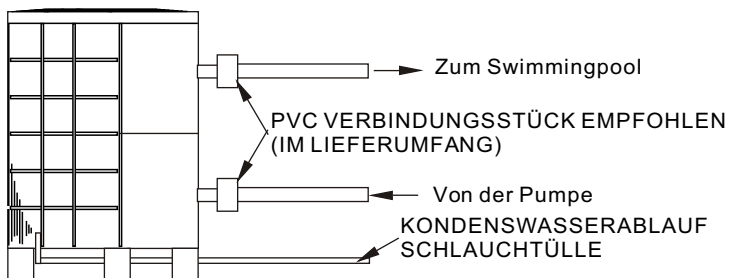 Zum Swimmingpool
PVC VERBINDUNGSSTÜCK EMPFOHLEN
(IM LIEFERUMFANG)
Von der Pumpe
KONDENSWASSERABLAUF
SCHLAUCHTÜLLE